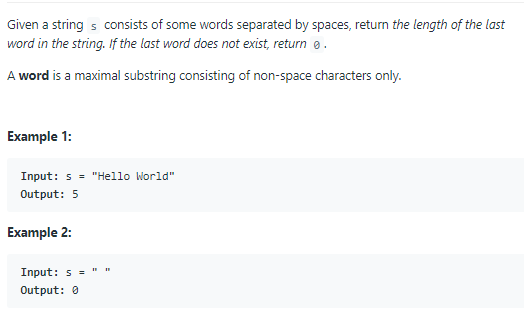 Given a string s consists of some words separated by spaces, return the length of the last
word in the string. If the last word does not exist, return 0.
A word is a maximal substring consisting of non-space characters only.
Example 1:
Input: s = "Hello World"
Output: 5
Example 2:
Input: s = " "
Output: 0